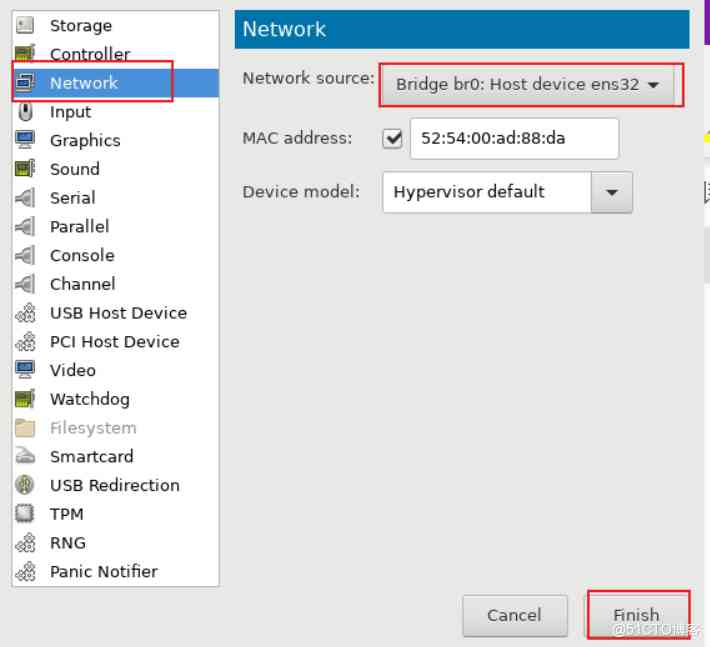 Storage
Controller
Network
Input
Graphics
Sound
Serial
Parallel
Console
Channel
USB Host Device
PCI Host Device
Video
Watchdog
Filesystem
Smartcard
USB Redirection
TPM
RNG
Panic Notifier
Network
Network source: Bridge br0: Host device ens32
MAC address: 52:54:00:ad:88:da
Device model: Hypervisor default
Cancel Finish
@51CTO博客